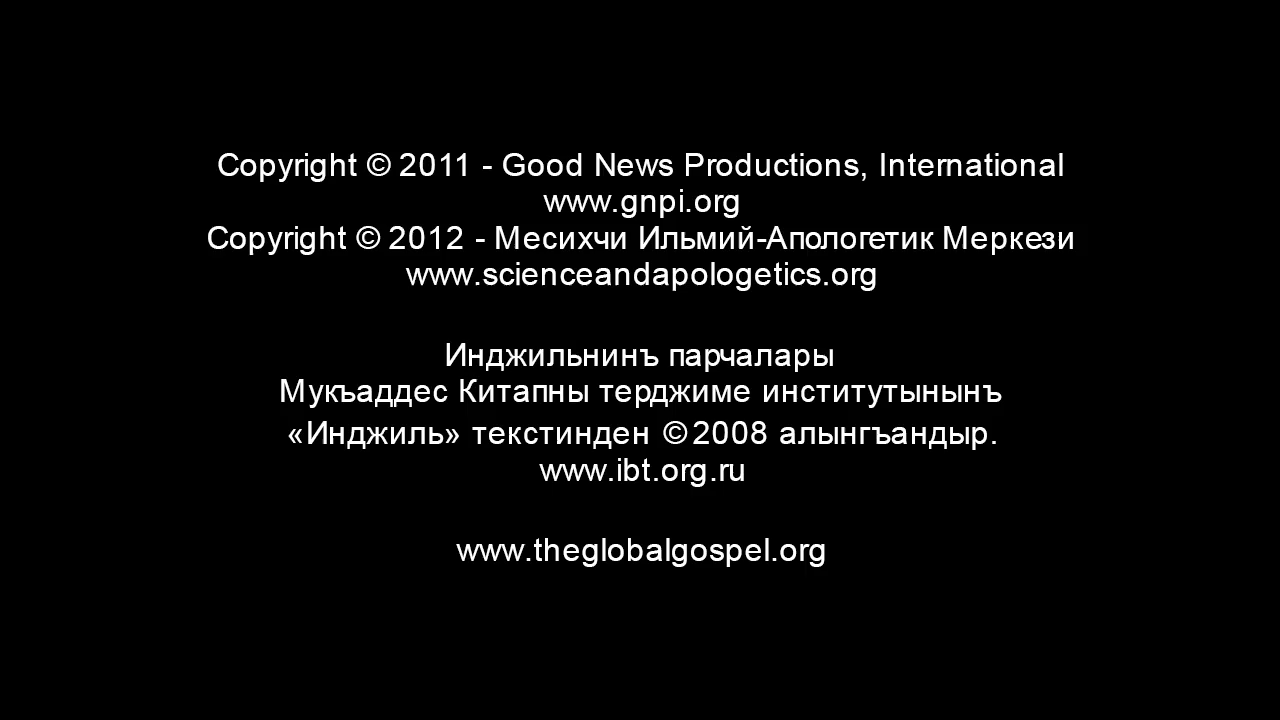 Copyright © 2011 - Good News Productions, International
www.gnpi.org
Copyright © 2012 - Месихчи Ильмий-Апологетик Меркези
www.scienceandapologetics.org
Инджильнинъ парчалары
Мукъаддес Китапны терджиме институтынынъ
«Инджиль» текстинден © 2008 алынгъандыр.
www.ibt.org.ru
www.theglobalgospel.org